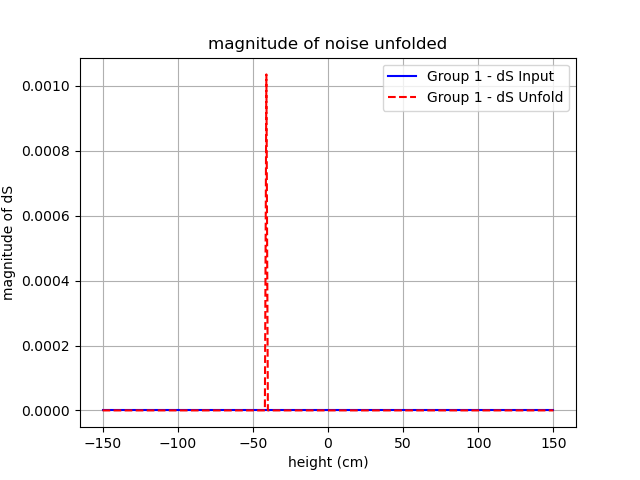 magnitude of noise unfolded
Group 1 - dS Input
Group 1 - dS Unfold
magnitude of dS
0.0010
0.0008
0.0006
0.0004
0.0002
0.0000
−150 −100 −50 0 50 100 150
height (cm)